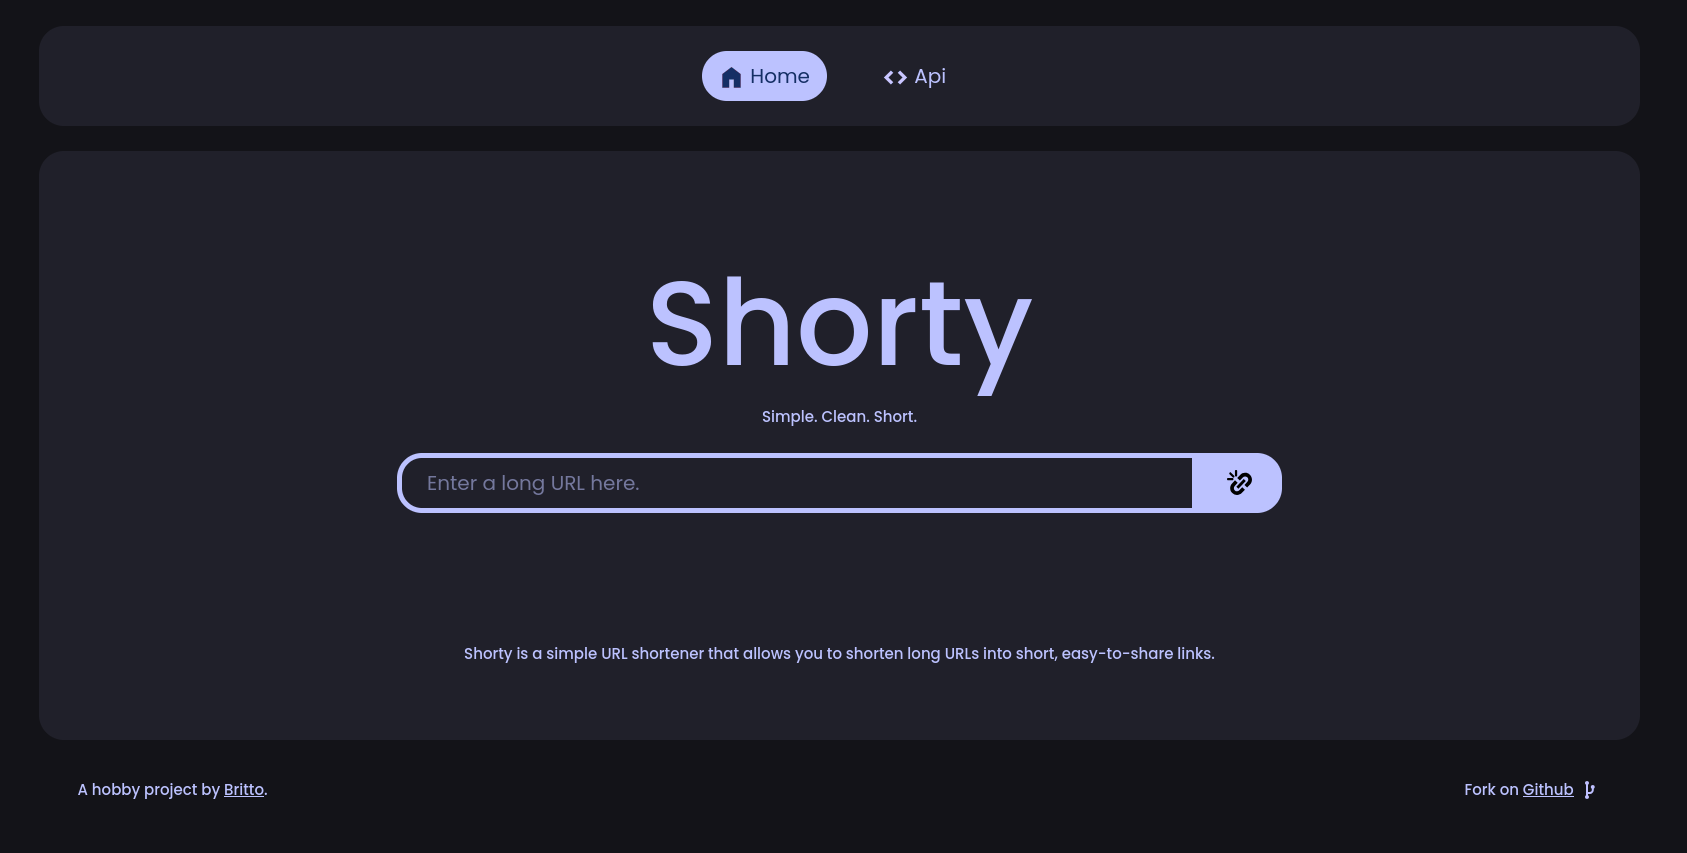 Home
Api
Shorty
Simple. Clean. Short.
Enter a long URL here.
Shorty is a simple URL shortener that allows you to shorten long URLs into short, easy-to-share links.
A hobby project by Britto.
Fork on Github